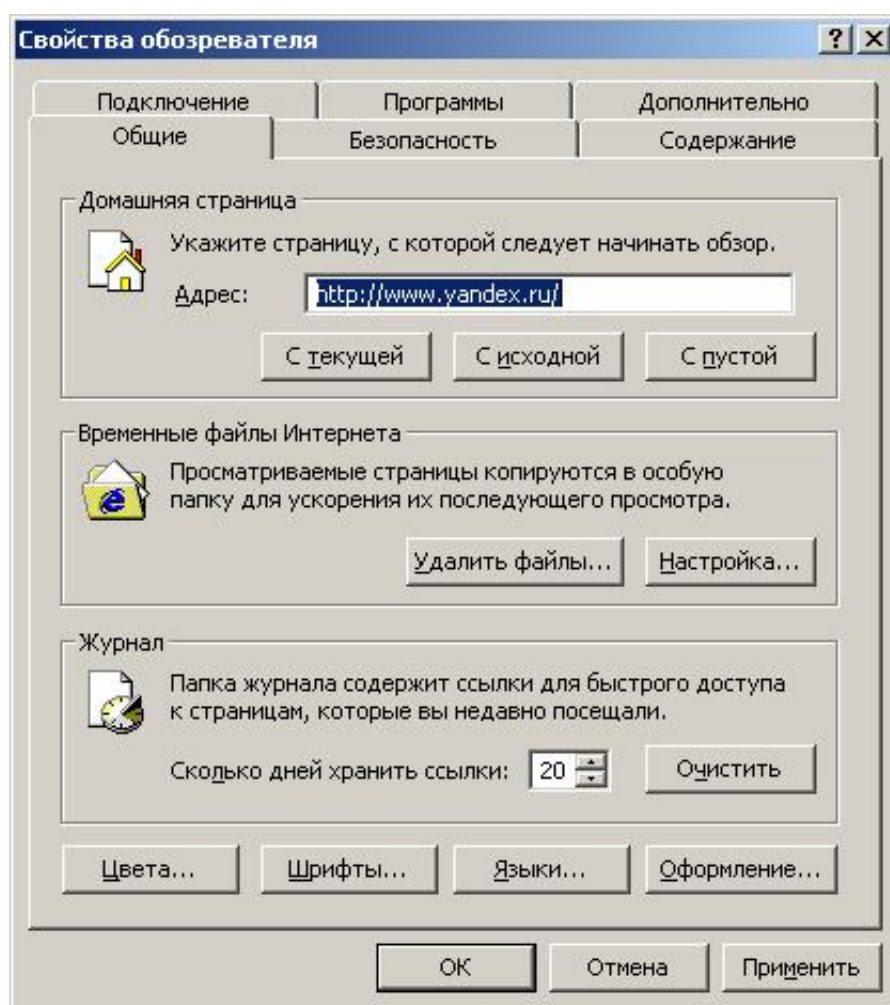 Свойства обозревателя
Подключение Программы Дополнительно
Общие Безопасность Содержание
Домашняя страница
Укажите страницу, с которой следует начинать обзор.
Адрес: http://www.yandex.ru/
С текущей С исходной С пустой
Временные файлы Интернета
Просматриваемые страницы копируются в особую
папку для ускорения их последующего просмотра.
Удалить файлы... Настройка...
Журнал
Папка журнала содержит ссылки для быстрого доступа
к страницам, которые вы недавно посещали.
Сколько дней хранить ссылки: 20 Очистить
Цвета... Шрифты... Языки... Оформление...
ОК Отмена Применить